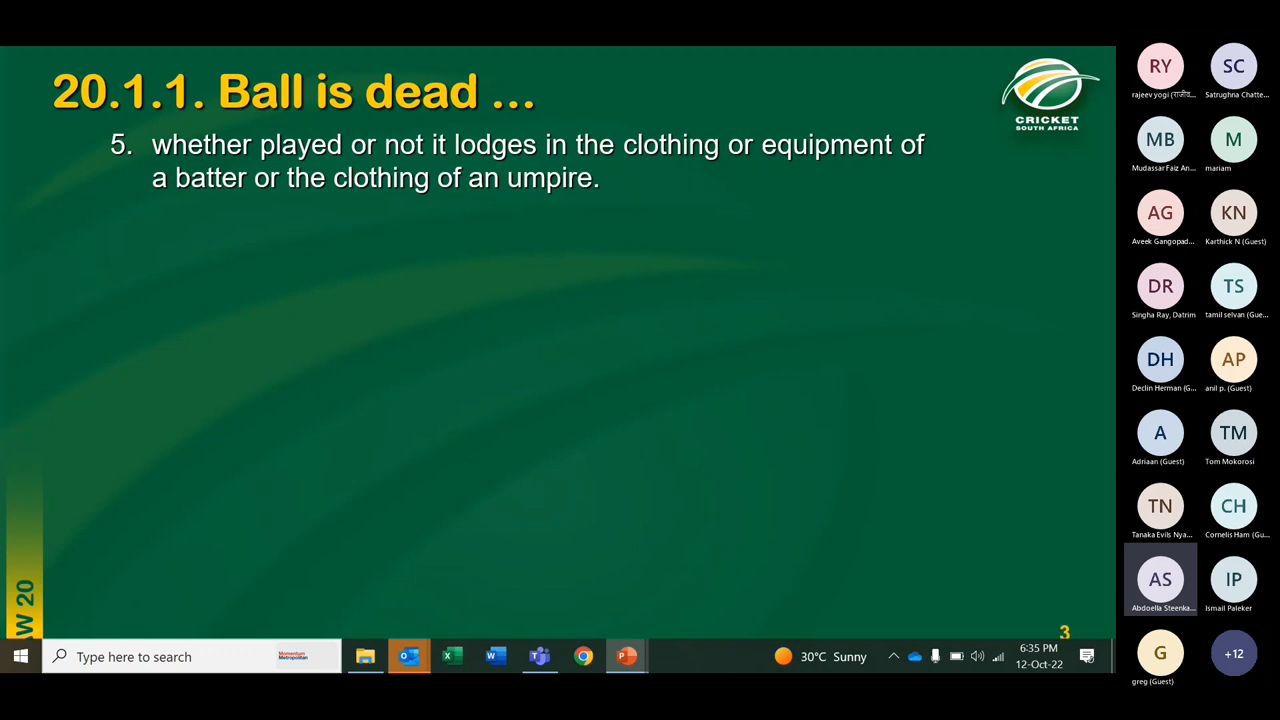 20.1.1. Ball is dead ...
CRICKET
SOUTH AFRICA
5. whether played or not it lodges in the clothing or equipment of
a batter or the clothing of an umpire.
W 20
3
Type here to search
Momentum
Metropolitan
30°C Sunny
6:35 PM
12-Oct-22
RY
rajeev yogi (राजीव...
SC
Satrughna Chatte...
MB
Mudassar Faiz An...
M
mariam
AG
Aveek Gangopad...
KN
Karthick N (Guest)
DR
Singha Ray, Datrim
TS
tamil selvan (Gue...
DH
Declin Herman (G...
AP
anil p. (Guest)
A
Adriaan (Guest)
TM
Tom Mokorosi
TN
Tanaka Evils Nya...
CH
Cornelis Ham (Gu...
AS
Abdoella Steenka...
IP
Ismail Paleker
G
greg (Guest)
+12